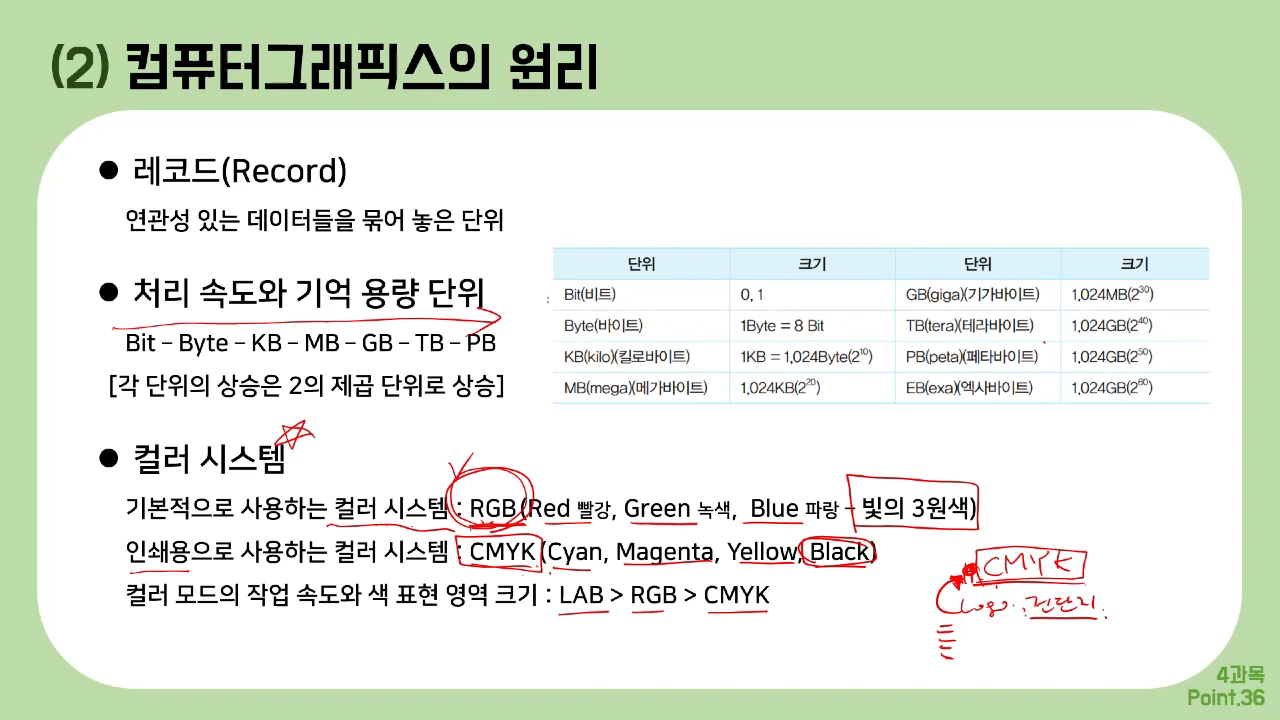 (2) 컴퓨터그래픽스의 원리
● 레코드(Record)
연관성 있는 데이터들을 묶어 놓은 단위
● 처리 속도와 기억 용량 단위
Bit – Byte – KB – MB – GB – TB – PB
[각 단위의 상승은 2의 제곱 단위로 상승]
단위 크기 단위 크기
Bit(비트) 0, 1 GB(giga)(기가바이트) 1,024MB(2³⁰)
Byte(바이트) 1Byte = 8 Bit TB(tera)(테라바이트) 1,024GB(2⁴⁰)
KB(kilo)(킬로바이트) 1KB = 1,024Byte(2¹⁰) PB(peta)(페타바이트) 1,024GB(2⁵⁰)
MB(mega)(메가바이트) 1,024KB(2²⁰) EB(exa)(엑사바이트) 1,024GB(2⁶⁰)
● 컬러 시스템
기본적으로 사용하는 컬러 시스템 : RGB(Red 빨강, Green 녹색, Blue 파랑 – 빛의 3원색)
인쇄용으로 사용하는 컬러 시스템 : CMYK (Cyan, Magenta, Yellow, Black)
컬러 모드의 작업 속도와 색 표현 영역 크기 : LAB > RGB > CMYK
CMYK
Logo. 전단지.
4과목
Point.36